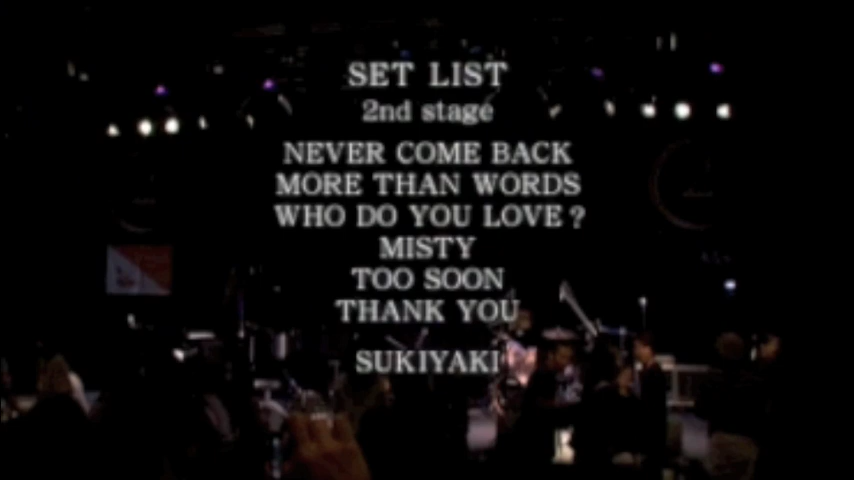 SET LIST
2nd stage
NEVER COME BACK
MORE THAN WORDS
WHO DO YOU LOVE?
MISTY
TOO SOON
THANK YOU
SUKIYAKI